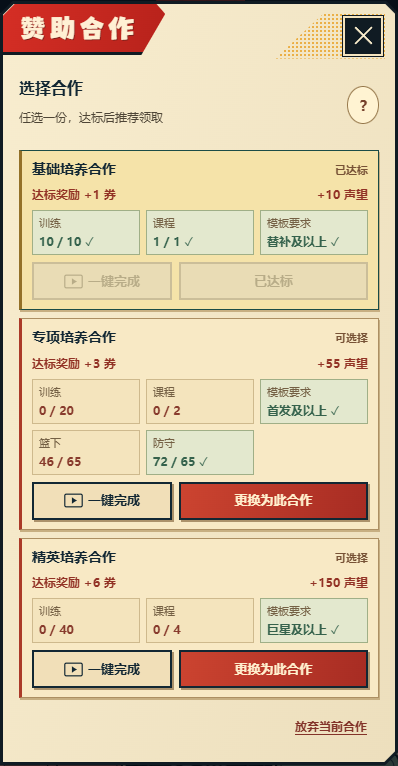 赞助合作
选择合作
任选一份，达标后推荐领取
?
基础培养合作 已达标
达标奖励 +1 券 +10 声望
训练 课程 模板要求
10 / 10 ✓ 1 / 1 ✓ 替补及以上 ✓
一键完成 已达标
专项培养合作 可选择
达标奖励 +3 券 +55 声望
训练 课程 模板要求
0 / 20 0 / 2 首发及以上 ✓
篮下 防守
46 / 65 72 / 65 ✓
一键完成 更换为此合作
精英培养合作 可选择
达标奖励 +6 券 +150 声望
训练 课程 模板要求
0 / 40 0 / 4 巨星及以上 ✓
一键完成 更换为此合作
放弃当前合作